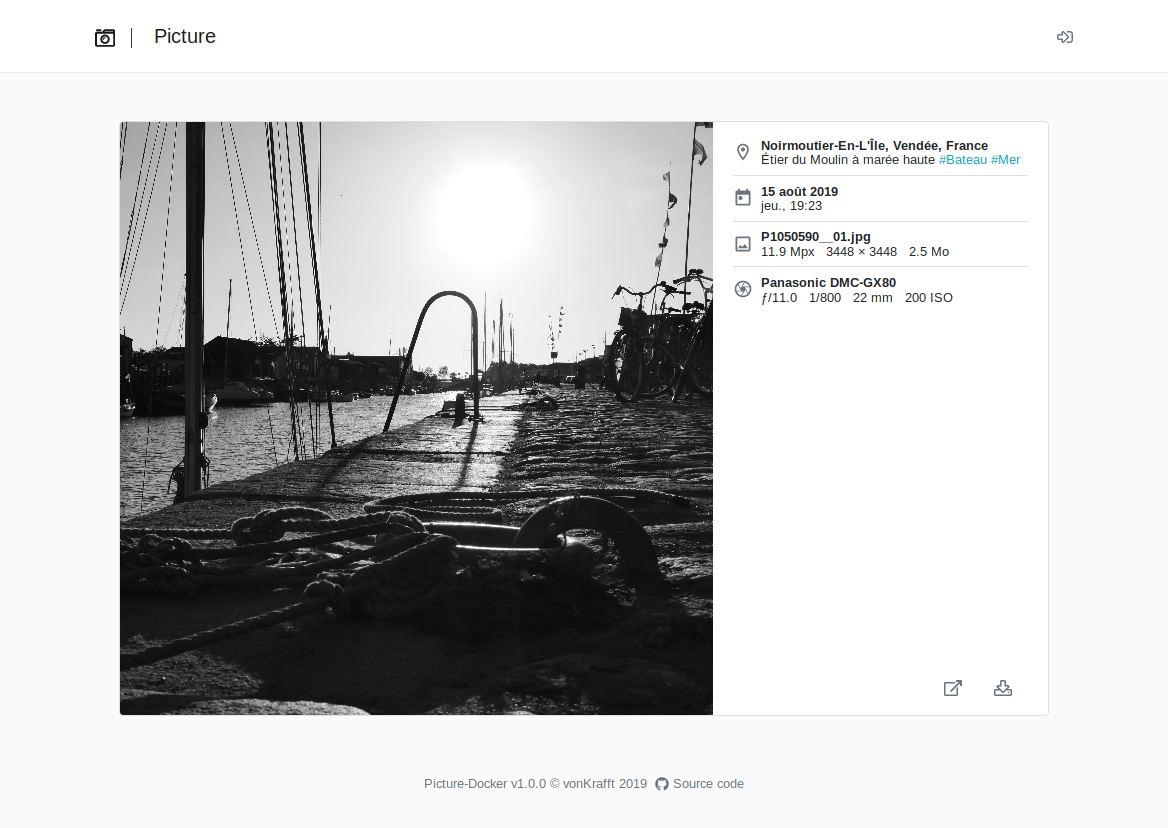 Picture
Noirmoutier-En-L'Île, Vendée, France
Étier du Moulin à marée haute #Bateau #Mer
15 août 2019
jeu., 19:23
P1050590__01.jpg
11.9 Mpx 3448 × 3448 2.5 Mo
Panasonic DMC-GX80
ƒ/11.0 1/800 22 mm 200 ISO
Picture-Docker v1.0.0 © vonKrafft 2019 Source code